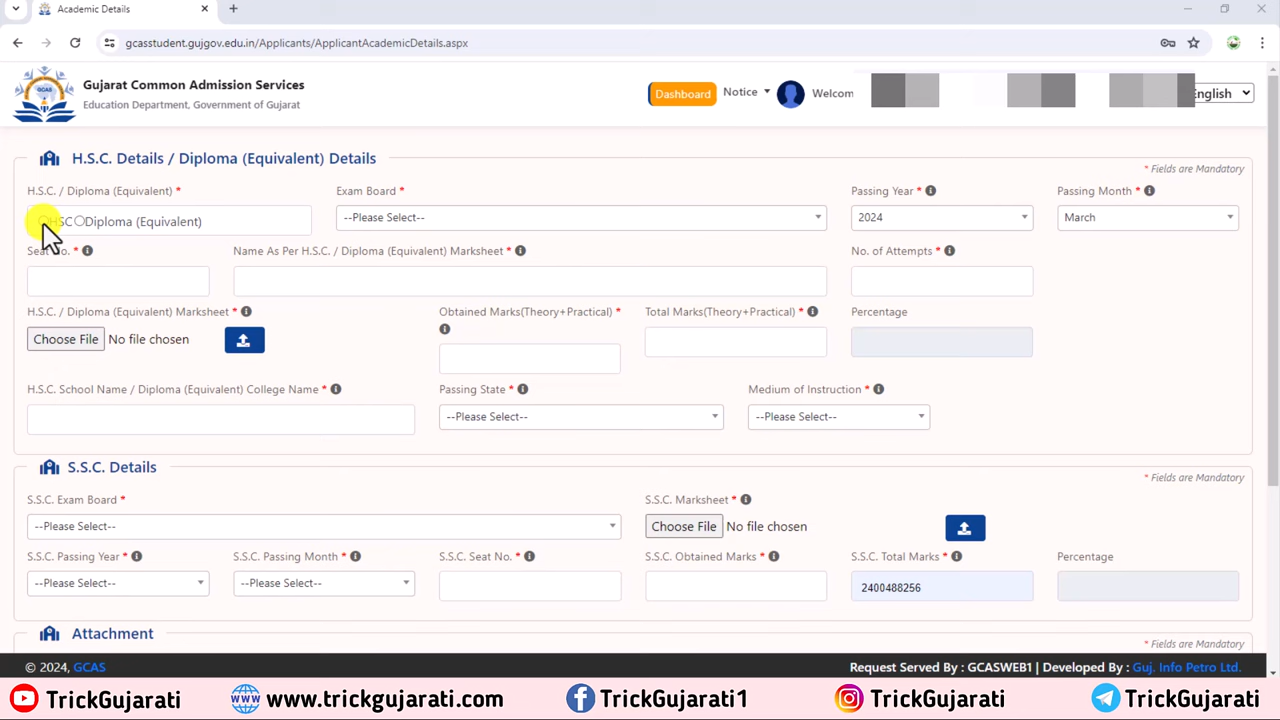 Academic Details
gcasstudent.gujgov.edu.in/Applicants/ApplicantAcademicDetails.aspx
Gujarat Common Admission Services
Education Department, Government of Gujarat
Dashboard
Notice
Welcom
English
H.S.C. Details / Diploma (Equivalent) Details
* Fields are Mandatory
H.S.C. / Diploma (Equivalent) *
Exam Board *
Passing Year *
Passing Month *
HSC Diploma (Equivalent)
--Please Select--
2024
March
Seat No. *
Name As Per H.S.C. / Diploma (Equivalent) Marksheet *
No. of Attempts *
H.S.C. / Diploma (Equivalent) Marksheet *
Obtained Marks(Theory+Practical) *
Total Marks(Theory+Practical) *
Percentage
Choose File No file chosen
H.S.C. School Name / Diploma (Equivalent) College Name *
Passing State *
Medium of Instruction *
--Please Select--
--Please Select--
S.S.C. Details
* Fields are Mandatory
S.S.C. Exam Board *
S.S.C. Marksheet *
--Please Select--
Choose File No file chosen
S.S.C. Passing Year *
S.S.C. Passing Month *
S.S.C. Seat No. *
S.S.C. Obtained Marks *
S.S.C. Total Marks *
Percentage
--Please Select--
--Please Select--
2400488256
Attachment
* Fields are Mandatory
© 2024, GCAS
Request Served By : GCASWEB1 | Developed By : Guj. Info Petro Ltd.
TrickGujarati
www.trickgujarati.com
TrickGujarati1
TrickGujarati
TrickGujarati